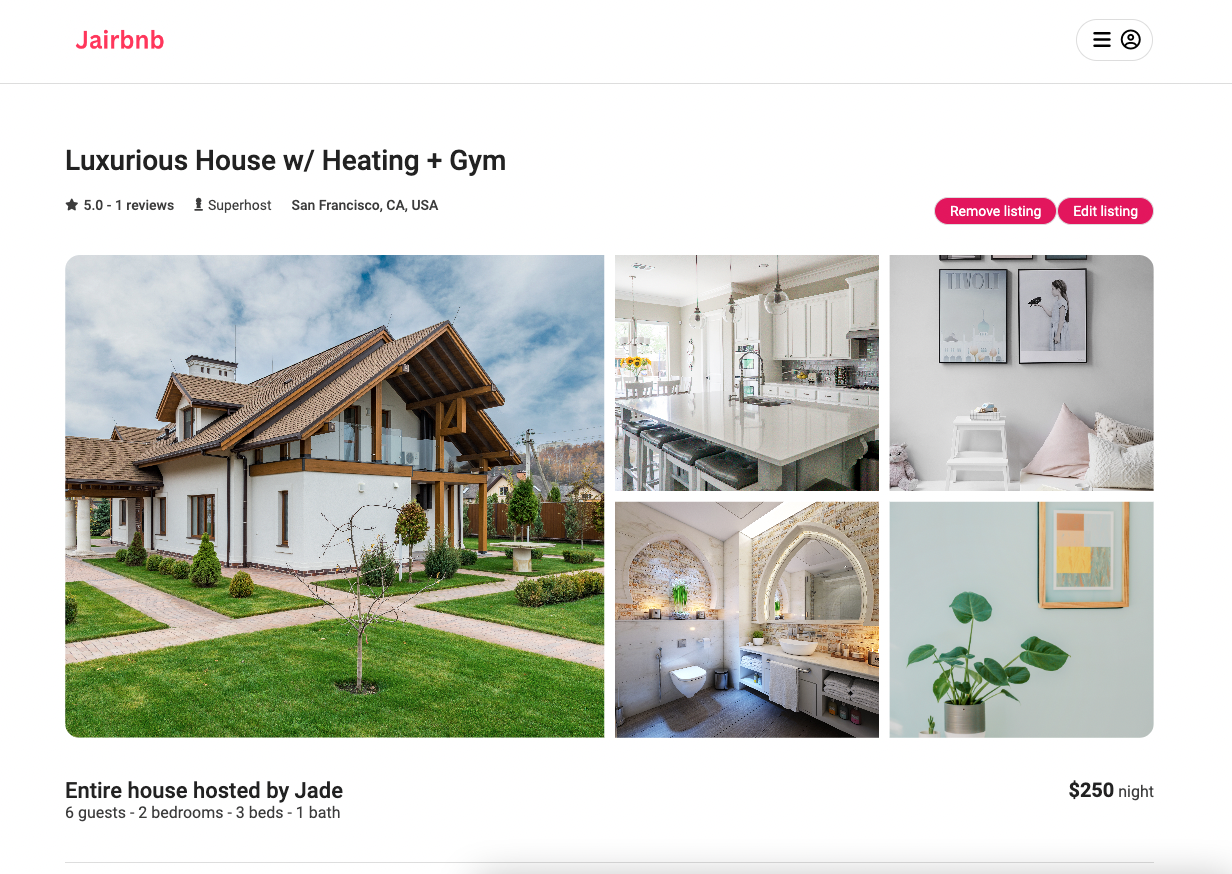 Jairbnb
Luxurious House w/ Heating + Gym
5.0 - 1 reviews Superhost San Francisco, CA, USA
Remove listing Edit listing
TIVOLI
Entire house hosted by Jade
$250 night
6 guests - 2 bedrooms - 3 beds - 1 bath